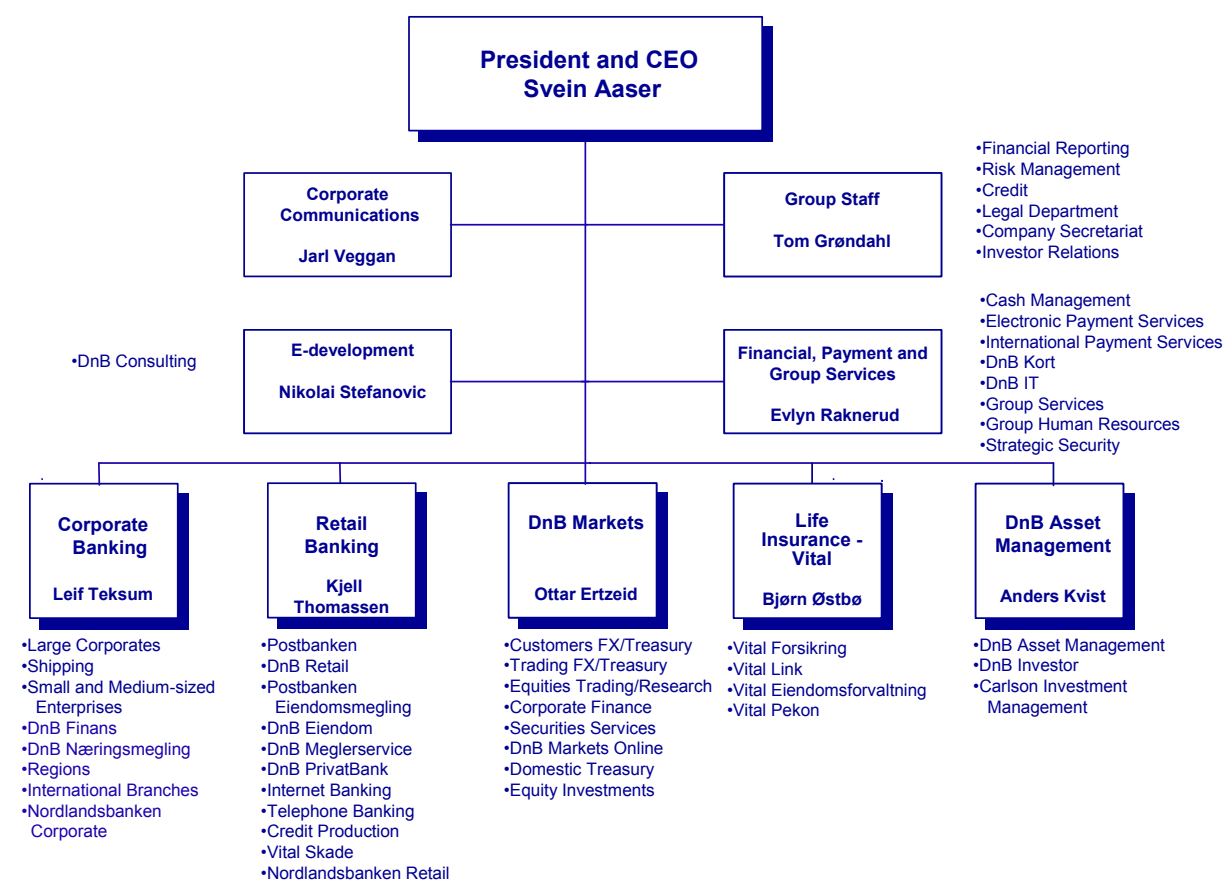 President and CEO
Svein Aaser
Corporate
Communications
Jarl Veggan
Group Staff
Tom Grøndahl
•Financial Reporting
•Risk Management
•Credit
•Legal Department
•Company Secretariat
•Investor Relations
•DnB Consulting
E-development
Nikolai Stefanovic
Financial, Payment and
Group Services
Evlyn Raknerud
•Cash Management
•Electronic Payment Services
•International Payment Services
•DnB Kort
•DnB IT
•Group Services
•Group Human Resources
•Strategic Security
Corporate
Banking
Leif Teksum
•Large Corporates
•Shipping
•Small and Medium-sized
Enterprises
•DnB Finans
•DnB Næringsmegling
•Regions
•International Branches
•Nordlandsbanken
Corporate
Retail
Banking
Kjell
Thomassen
•Postbanken
•DnB Retail
•Postbanken
Eiendomsmegling
•DnB Eiendom
•DnB Meglerservice
•DnB PrivatBank
•Internet Banking
•Telephone Banking
•Credit Production
•Vital Skade
•Nordlandsbanken Retail
DnB Markets
Ottar Ertzeid
•Customers FX/Treasury
•Trading FX/Treasury
•Equities Trading/Research
•Corporate Finance
•Securities Services
•DnB Markets Online
•Domestic Treasury
•Equity Investments
Life
Insurance -
Vital
Bjørn Østbø
•Vital Forsikring
•Vital Link
•Vital Eiendomsforvaltning
•Vital Pekon
DnB Asset
Management
Anders Kvist
•DnB Asset Management
•DnB Investor
•Carlson Investment
Management